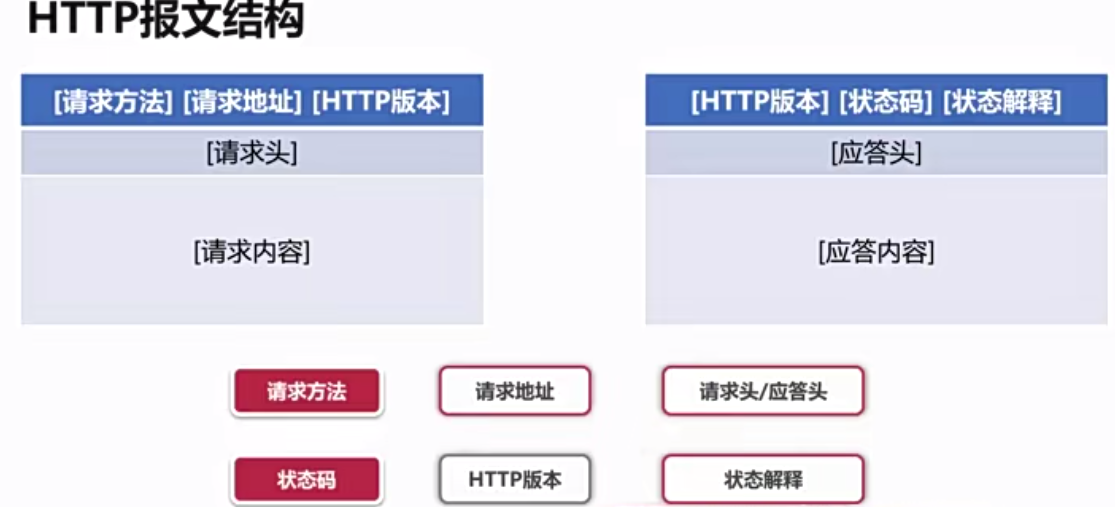 HTTP报文结构
[请求方法] [请求地址] [HTTP版本]
[请求头]
[请求内容]
[HTTP版本] [状态码] [状态解释]
[应答头]
[应答内容]
请求方法
请求地址
请求头/应答头
状态码
HTTP版本
状态解释